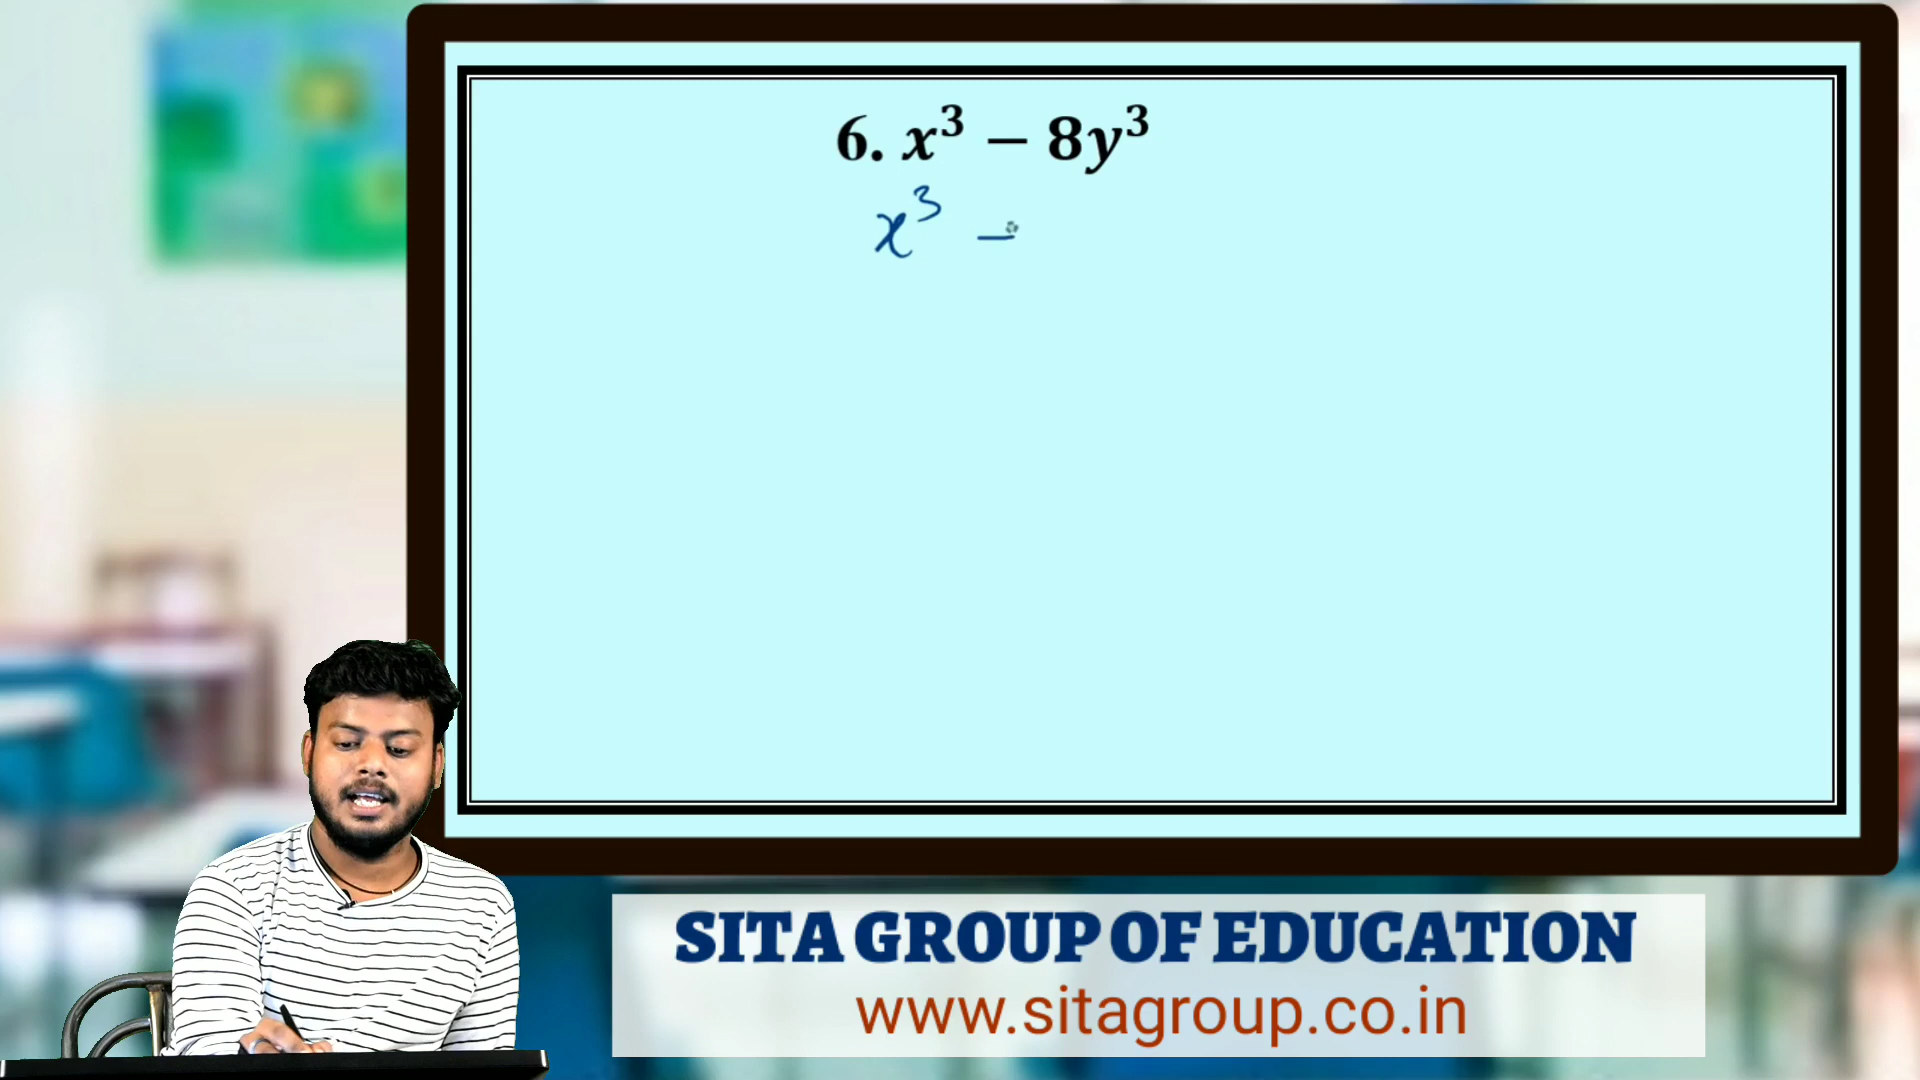 6. x³ − 8y³
x³ −
SITA GROUP OF EDUCATION
www.sitagroup.co.in